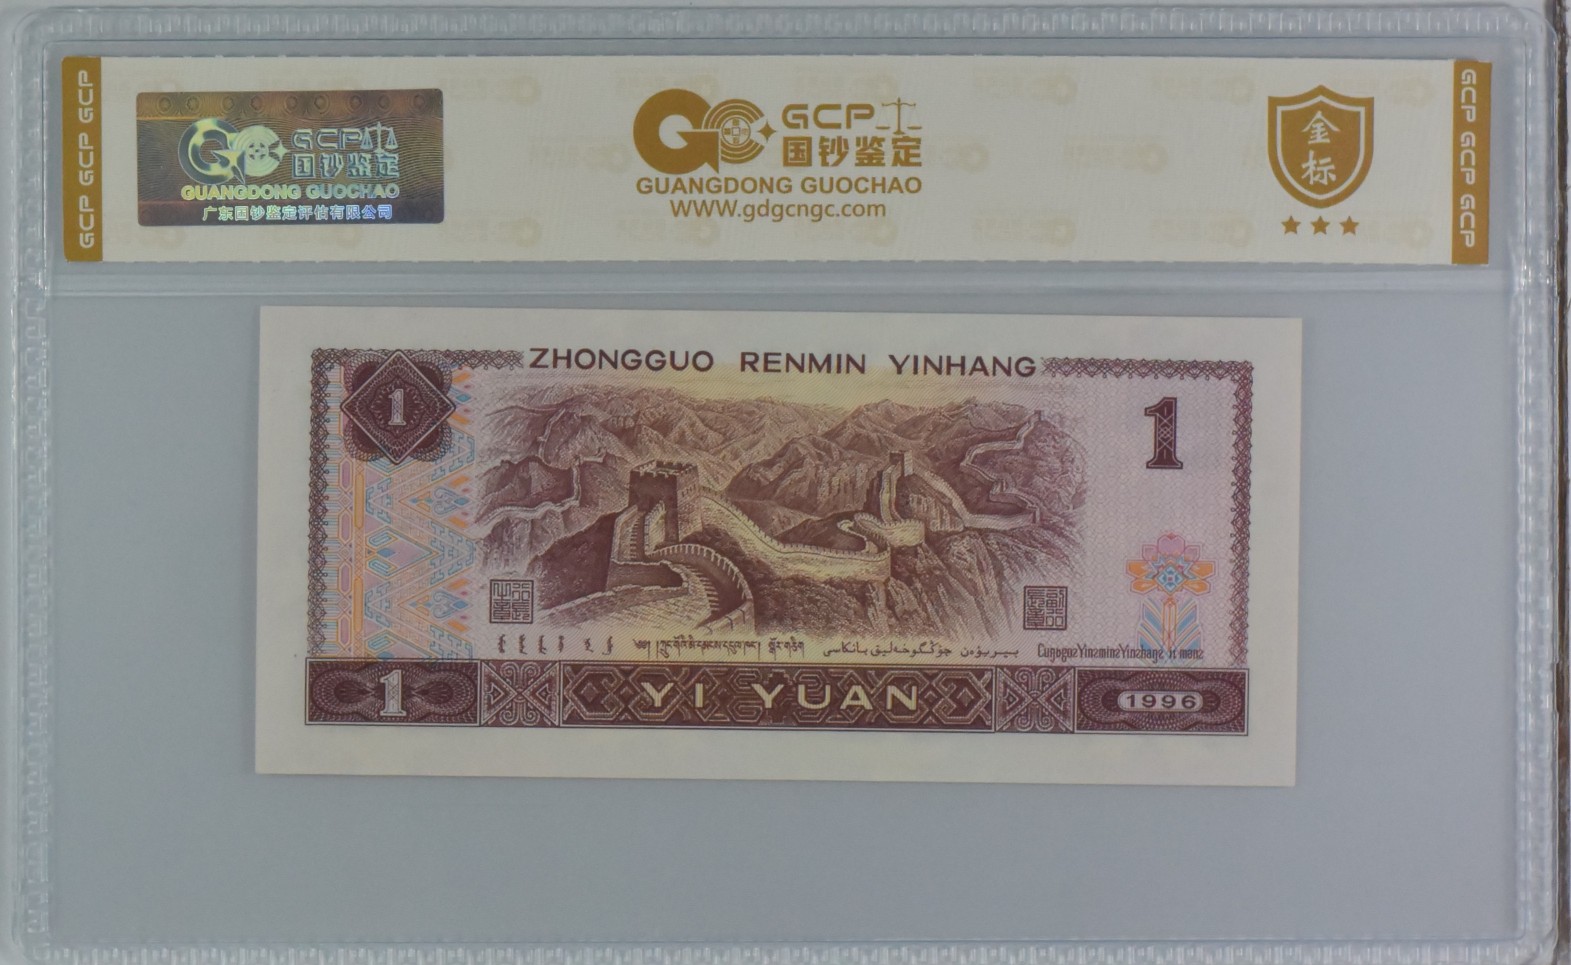 GCP GCP GCP
GCP
国钞鉴定
GUANGDONG GUOCHAO
广东国钞鉴定评估有限公司
GC
GCP
国钞鉴定
GUANGDONG GUOCHAO
WWW.gdgcngc.com
金
标
GCP GCP GCP
ZHONGGUO RENMIN YINHANG
1
1
1
YI YUAN
1996